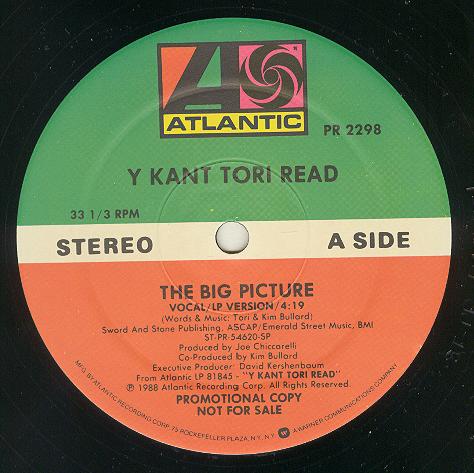 ATLANTIC
PR 2298
Y KANT TORI READ
33 1/3 RPM
STEREO
A SIDE
THE BIG PICTURE
VOCAL/LP VERSION/4:19
(Words & Music: Tori & Kim Bullard)
Sword And Stone Publishing, ASCAP/Emerald Street Music, BMI
ST-PR-54620-SP
Produced by Joe Chiccarelli
Co-Produced by Kim Bullard
Executive Producer: David Kershenbaum
From Atlantic LP 81845 - "Y KANT TORI READ"
℗ 1988 Atlantic Recording Corp. All Rights Reserved.
PROMOTIONAL COPY
NOT FOR SALE
MFG BY ATLANTIC RECORDING CORP. 75 ROCKEFELLER PLAZA, N.Y. N.Y. A WARNER COMMUNICATIONS COMPANY